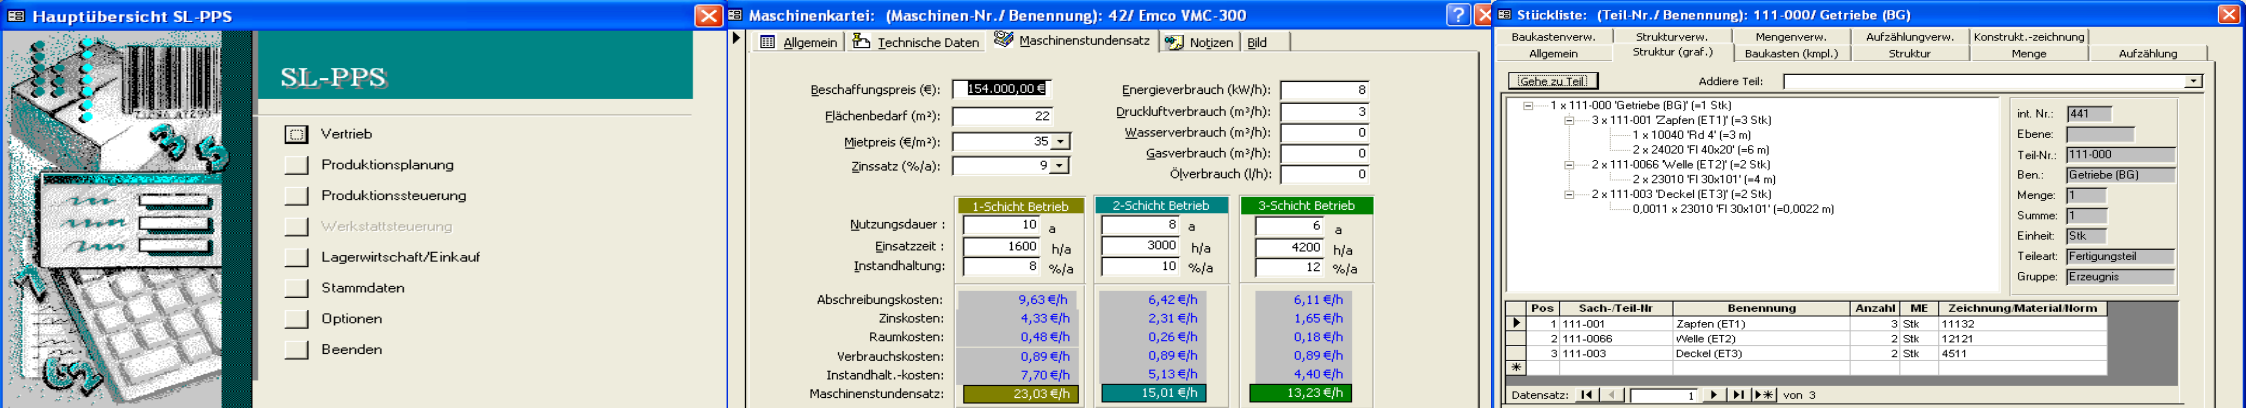 Hauptübersicht SL-PPS
SL-PPS
Vertrieb
Produktionsplanung
Produktionssteuerung
Werkstattsteuerung
Lagerwirtschaft/Einkauf
Stammdaten
Optionen
Beenden
Maschinenkartei: (Maschinen-Nr./ Benennung): 42/ Emco VMC-300
Allgemein Technische Daten Maschinenstundensatz Notizen Bild
Beschaffungspreis (€): 154.000,00 € Energieverbrauch (kW/h): 8
Flächenbedarf (m²): 22 Druckluftverbrauch (m³/h): 3
Mietpreis (€/m²): 35 Wasserverbrauch (m³/h): 0
Zinssatz (%/a): 9 Gasverbrauch (m³/h): 0
Ölverbrauch (l/h): 0
1-Schicht Betrieb 2-Schicht Betrieb 3-Schicht Betrieb
Nutzungsdauer : 10 a 8 a 6 a
Einsatzzeit : 1600 h/a 3000 h/a 4200 h/a
Instandhaltung: 8 %/a 10 %/a 12 %/a
Abschreibungskosten: 9,63 €/h 6,42 €/h 6,11 €/h
Zinskosten: 4,33 €/h 2,31 €/h 1,65 €/h
Raumkosten: 0,48 €/h 0,26 €/h 0,18 €/h
Verbrauchskosten: 0,89 €/h 0,89 €/h 0,89 €/h
Instandhalt.-kosten: 7,70 €/h 5,13 €/h 4,40 €/h
Maschinenstundensatz: 23,03 €/h 15,01 €/h 13,23 €/h
Stückliste: (Teil-Nr./ Benennung): 111-000/ Getriebe (BG)
Baukastenverw. Strukturverw. Mengenverw. Aufzählungverw. Konstrukt.-zeichnung
Allgemein Struktur (graf.) Baukasten (kmpl.) Struktur Menge Aufzählung
Gehe zu Teil Addiere Teil:
1 x 111-000 'Getriebe (BG)' (=1 Stk)
3 x 111-001 'Zapfen (ET1)' (=3 Stk)
1 x 10040 'Rd 4' (=3 m)
2 x 24020 'Fl 40x20' (=6 m)
2 x 111-0066 'Welle (ET2)' (=2 Stk)
2 x 23010 'Fl 30x101' (=4 m)
2 x 111-003 'Deckel (ET3)' (=2 Stk)
0,0011 x 23010 'Fl 30x101' (=0,0022 m)
int. Nr.: 441
Ebene:
Teil-Nr.: 111-000
Ben.: Getriebe (BG)
Menge: 1
Summe: 1
Einheit: Stk
Teileart: Fertigungsteil
Gruppe: Erzeugnis
Pos Sach-/Teil-Nr Benennung Anzahl ME Zeichnung/Material/Norm
1 111-001 Zapfen (ET1) 3 Stk 11132
2 111-0066 Welle (ET2) 2 Stk 12121
3 111-003 Deckel (ET3) 2 Stk 4511
Datensatz: 1 von 3